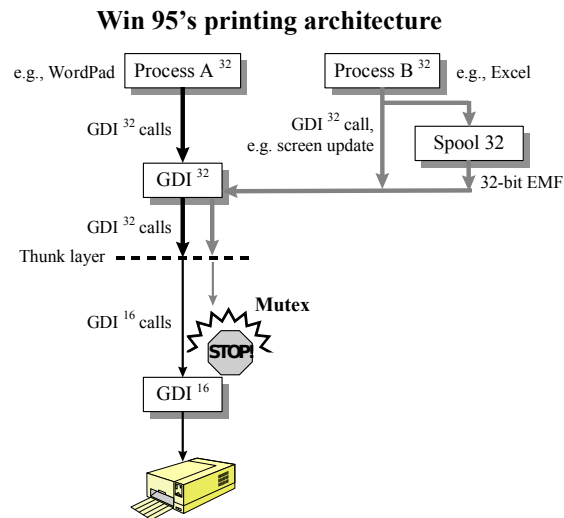 Win 95's printing architecture
e.g., WordPad
Process A 32
Process B 32
e.g., Excel
GDI 32
calls
GDI 32 call,
e.g. screen update
Spool 32
32-bit EMF
GDI 32
GDI 32
calls
Thunk layer
Mutex
GDI 16 calls
STOP!
GDI 16